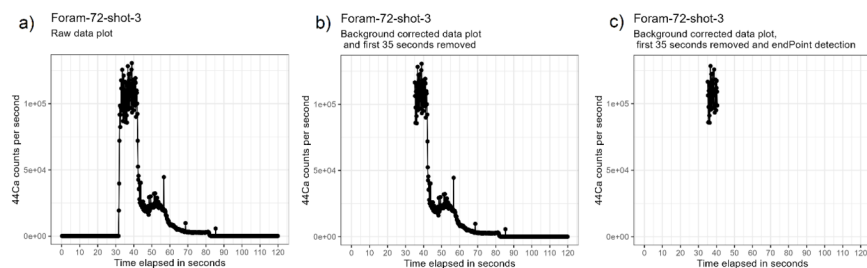 a)
Foram-72-shot-3
Raw data plot
44Ca counts per second
1e+05
5e+04
0e+00
0 10 20 30 40 50 60 70 80 90 100 110 120
Time elapsed in seconds
b)
Foram-72-shot-3
Background corrected data plot
and first 35 seconds removed
44Ca counts per second
1e+05
5e+04
0e+00
0 10 20 30 40 50 60 70 80 90 100 110 120
Time elapsed in seconds
c)
Foram-72-shot-3
Background corrected data plot,
first 35 seconds removed and endPoint detection
44Ca counts per second
1e+05
5e+04
0e+00
0 10 20 30 40 50 60 70 80 90 100 110 120
Time elapsed in seconds